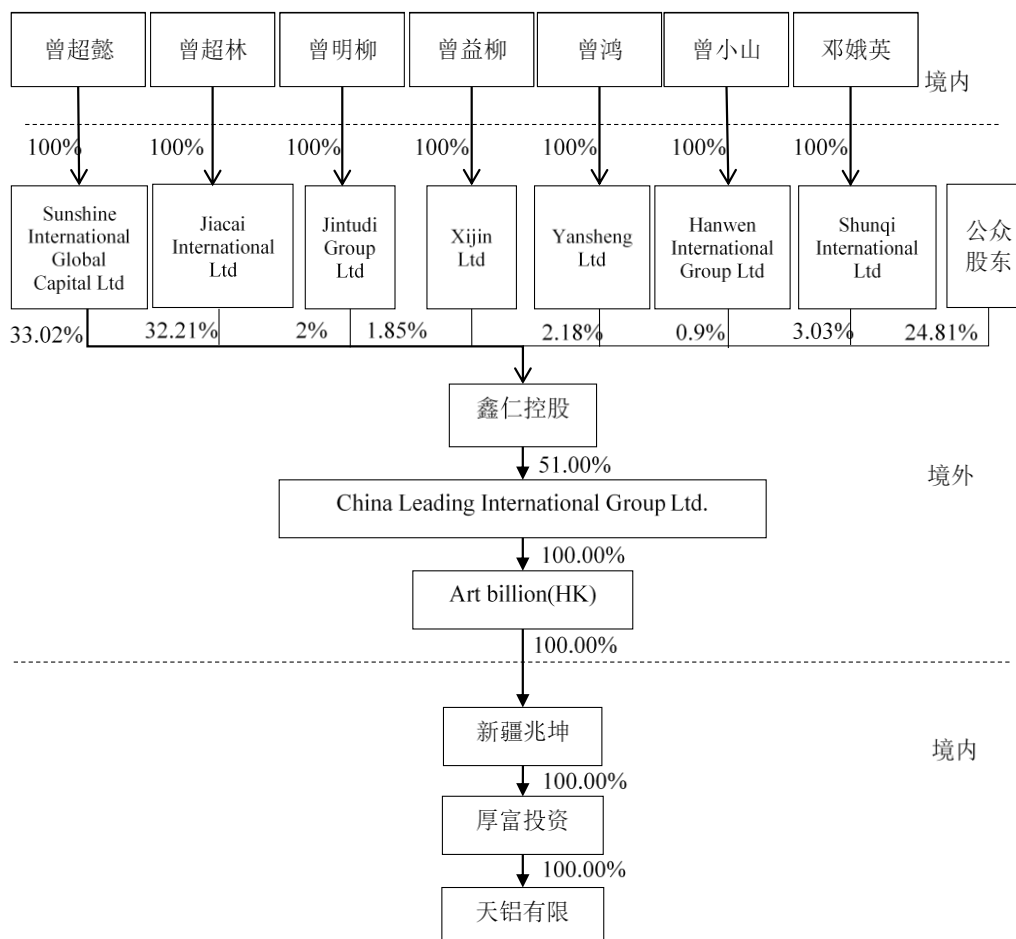 曾超懿
曾超林
曾明柳
曾益柳
曾鸿
曾小山
邓娥英
境内
100%
100%
100%
100%
100%
100%
100%
Sunshine
International
Global
Capital Ltd
Jiacai
International
Ltd
Jintudi
Group
Ltd
Xijin
Ltd
Yansheng
Ltd
Hanwen
International
Group Ltd
Shunqi
International
Ltd
公众
股东
33.02%
32.21%
2%
1.85%
2.18%
0.9%
3.03%
24.81%
鑫仁控股
51.00%
境外
China Leading International Group Ltd.
100.00%
Art billion(HK)
100.00%
新疆兆坤
境内
100.00%
厚富投资
100.00%
天铝有限